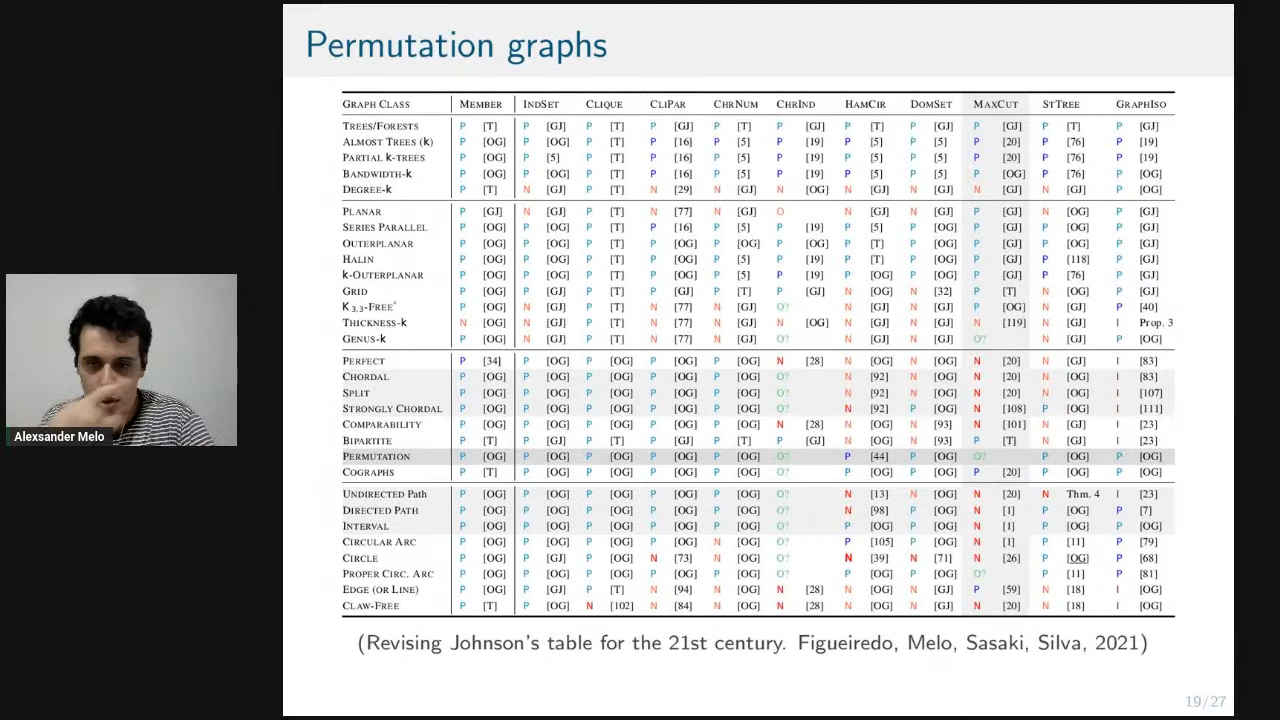 Permutation graphs
GRAPH CLASS MEMBER INDSET CLIQUE CLIPAR CHRNUM CHRIND HAMCIR DOMSET MAXCUT STTREE GRAPHISO
TREES/FORESTS P [T] P [GJ] P [T] P [GJ] P [T] P [GJ] P [T] P [GJ] P [GJ] P [T] P [GJ]
ALMOST TREES (k) P [OG] P [OG] P [T] P [16] P [5] P [19] P [5] P [5] P [20] P [76] P [19]
PARTIAL k-TREES P [OG] P [5] P [T] P [16] P [5] P [19] P [5] P [5] P [20] P [76] P [19]
BANDWIDTH-k P [OG] P [OG] P [T] P [16] P [5] P [19] P [5] P [5] P [OG] P [76] P [OG]
DEGREE-k P [T] N [GJ] P [T] N [29] N [GJ] N [OG] N [GJ] N [GJ] N [GJ] N [GJ] P [OG]
PLANAR P [GJ] N [GJ] P [T] N [77] N [GJ] O N [GJ] N [GJ] P [GJ] N [OG] P [GJ]
SERIES PARALLEL P [OG] P [OG] P [T] P [16] P [5] P [19] P [5] P [OG] P [GJ] P [OG] P [GJ]
OUTERPLANAR P [OG] P [OG] P [T] P [OG] P [OG] P [OG] P [T] P [OG] P [GJ] P [OG] P [GJ]
HALIN P [OG] P [OG] P [T] P [OG] P [5] P [19] P [T] P [OG] P [GJ] P [118] P [GJ]
k-OUTERPLANAR P [OG] P [OG] P [T] P [OG] P [5] P [19] P [OG] P [OG] P [GJ] P [76] P [GJ]
GRID P [OG] P [GJ] P [T] P [GJ] P [T] P [GJ] N [OG] N [32] P [T] N [OG] P [GJ]
K3,3-FREE* P [OG] N [GJ] P [T] N [77] N [GJ] O? N [GJ] N [GJ] P [OG] N [GJ] P [40]
THICKNESS-k N [OG] N [GJ] P [T] N [77] N [GJ] N [OG] N [GJ] N [GJ] N [119] N [GJ] I Prop. 3
GENUS-k P [OG] N [GJ] P [T] N [77] N [GJ] O? N [GJ] N [GJ] O? N [GJ] P [OG]
PERFECT P [34] P [OG] P [OG] P [OG] P [OG] N [28] N [OG] N [OG] N [20] N [GJ] I [83]
CHORDAL P [OG] P [OG] P [OG] P [OG] P [OG] O? N [92] N [OG] N [20] N [OG] I [83]
SPLIT P [OG] P [OG] P [OG] P [OG] P [OG] O? N [92] N [OG] N [20] N [OG] I [107]
STRONGLY CHORDAL P [OG] P [OG] P [OG] P [OG] P [OG] O? N [92] P [OG] N [108] P [OG] I [111]
COMPARABILITY P [OG] P [OG] P [OG] P [OG] P [OG] N [28] N [OG] N [93] N [101] N [GJ] I [23]
BIPARTITE P [T] P [GJ] P [T] P [GJ] P [T] P [GJ] N [OG] N [93] P [T] N [GJ] I [23]
PERMUTATION P [OG] P [OG] P [OG] P [OG] P [OG] O? P [44] P [OG] O? P [OG] P [OG]
COGRAPHS P [T] P [OG] P [OG] P [OG] P [OG] O? P [OG] P [OG] P [20] P [OG] P [OG]
UNDIRECTED Path P [OG] P [OG] P [OG] P [OG] P [OG] O? N [13] N [OG] N [20] N Thm. 4 I [23]
DIRECTED PATH P [OG] P [OG] P [OG] P [OG] P [OG] O? N [98] P [OG] N [1] P [OG] P [7]
INTERVAL P [OG] P [OG] P [OG] P [OG] P [OG] O? P [OG] P [OG] N [1] P [OG] P [OG]
CIRCULAR ARC P [OG] P [OG] P [OG] P [OG] N [OG] O? P [105] P [OG] N [1] P [11] P [79]
CIRCLE P [OG] P [GJ] P [OG] N [73] N [OG] O? N [39] N [71] N [26] P [OG] P [68]
PROPER CIRC. ARC P [OG] P [OG] P [OG] P [OG] P [OG] O? P [OG] P [OG] O? P [11] P [81]
EDGE (OR LINE) P [OG] P [GJ] P [T] N [94] N [OG] N [28] N [OG] N [GJ] P [59] N [18] I [OG]
CLAW-FREE P [T] P [OG] N [102] N [84] N [OG] N [28] N [OG] N [GJ] N [20] N [18] I [OG]
(Revising Johnson's table for the 21st century. Figueiredo, Melo, Sasaki, Silva, 2021)
19/27
Alexsander Melo